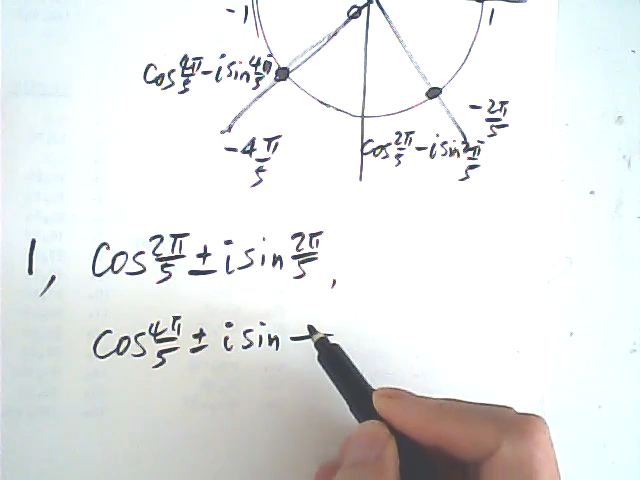 -1 1
cos 4π/5 - i sin 4π/5
-2π/5
-4π/5 cos 2π/5 - i sin 2π/5
1, cos 2π/5 ± i sin 2π/5,
cos 4π/5 ± i sin